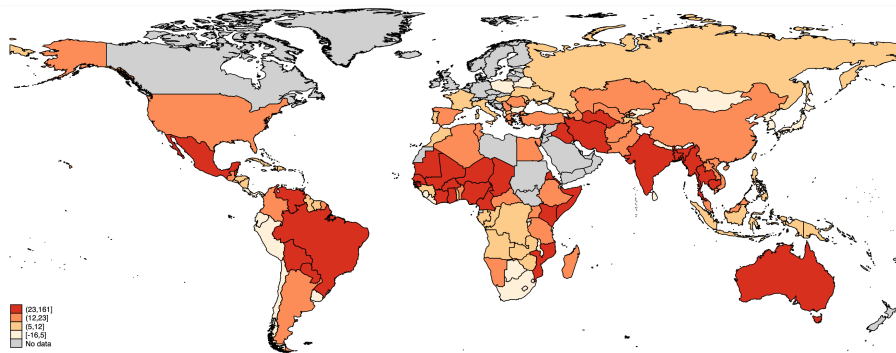 (23,161]
(12,23]
(5,12]
[-16,5]
No data